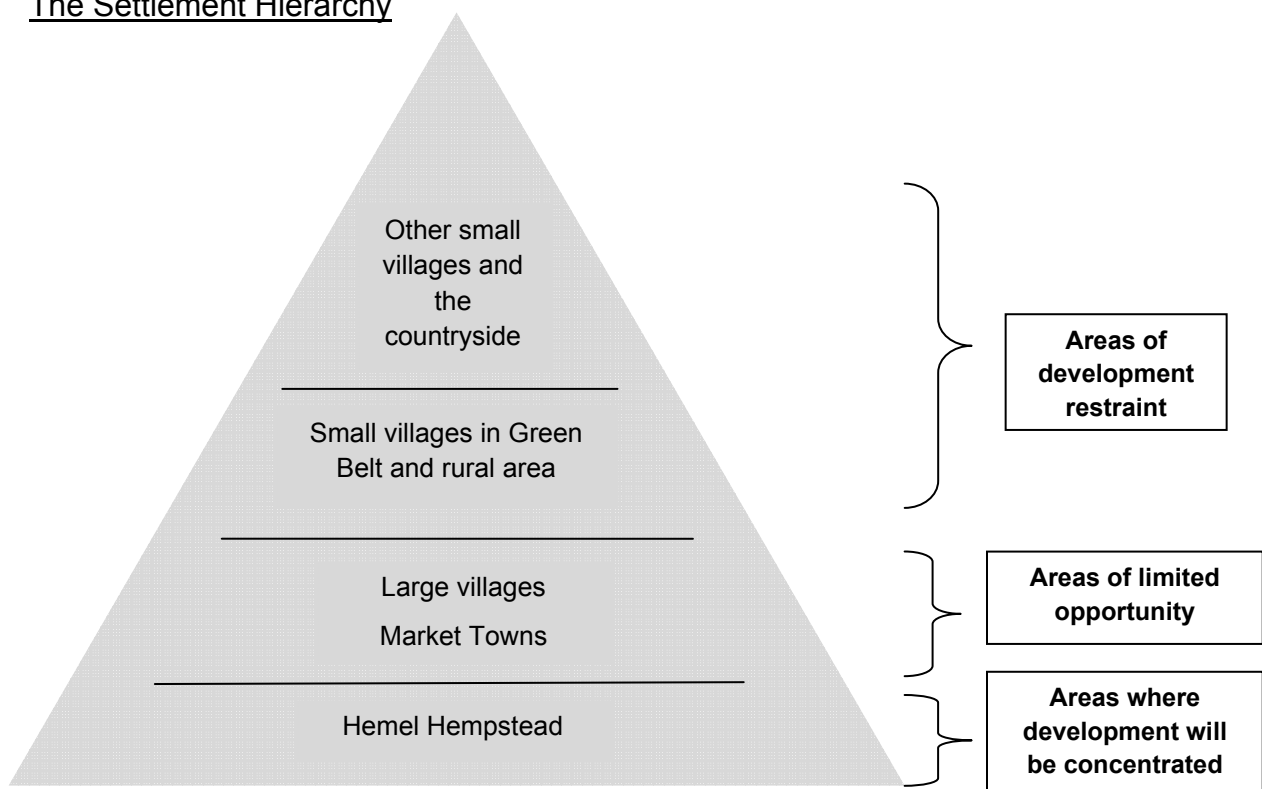 The Settlement Hierarchy
Other small
villages and
the
countryside
Areas of
development
restraint
Small villages in Green
Belt and rural area
Large villages
Market Towns
Areas of limited
opportunity
Hemel Hempstead
Areas where
development will
be concentrated